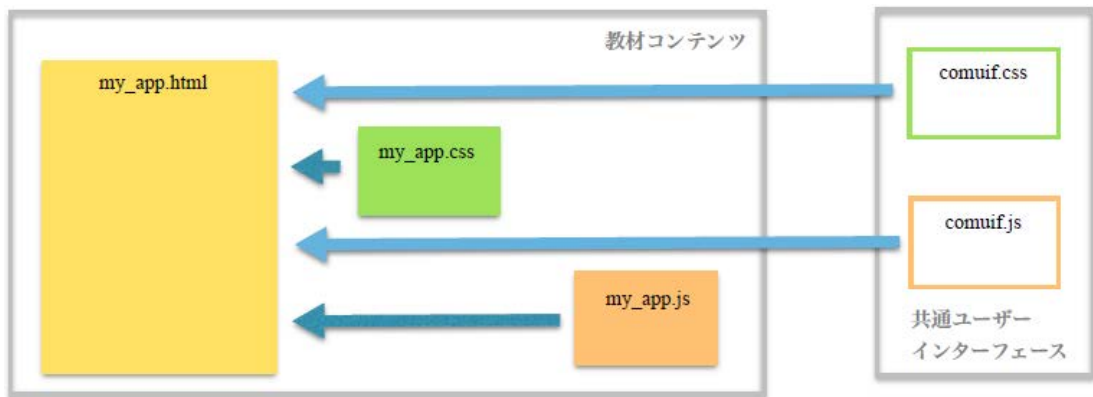 教材コンテンツ
my_app.html
my_app.css
my_app.js
comuif.css
comuif.js
共通ユーザー
インターフェース